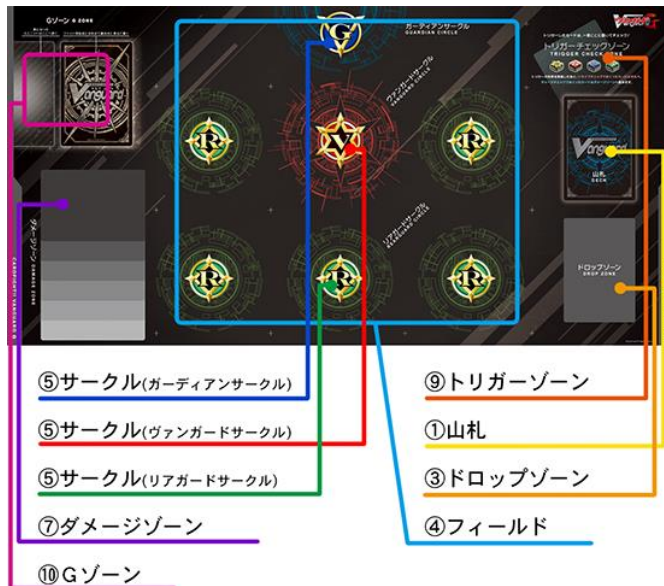 Gゾーン G ZONE
ガーディアンサークル
GUARDIAN CIRCLE
G
ヴァンガードサークル
VANGUARD CIRCLE
トリガーチェックゾーン
TRIGGER CHECK ZONE
Vanguard
R
V
R
Vanguard
山札
DECK
ダメージゾーン DAMAGE ZONE
リアガードサークル
REARGUARD CIRCLE
R
R
R
ドロップゾーン
DROP ZONE
CARDFIGHT!! VANGUARD G
⑤サークル(ガーディアンサークル)
⑤サークル(ヴァンガードサークル)
⑤サークル(リアガードサークル)
⑦ダメージゾーン
⑩Gゾーン
⑨トリガーゾーン
①山札
③ドロップゾーン
④フィールド